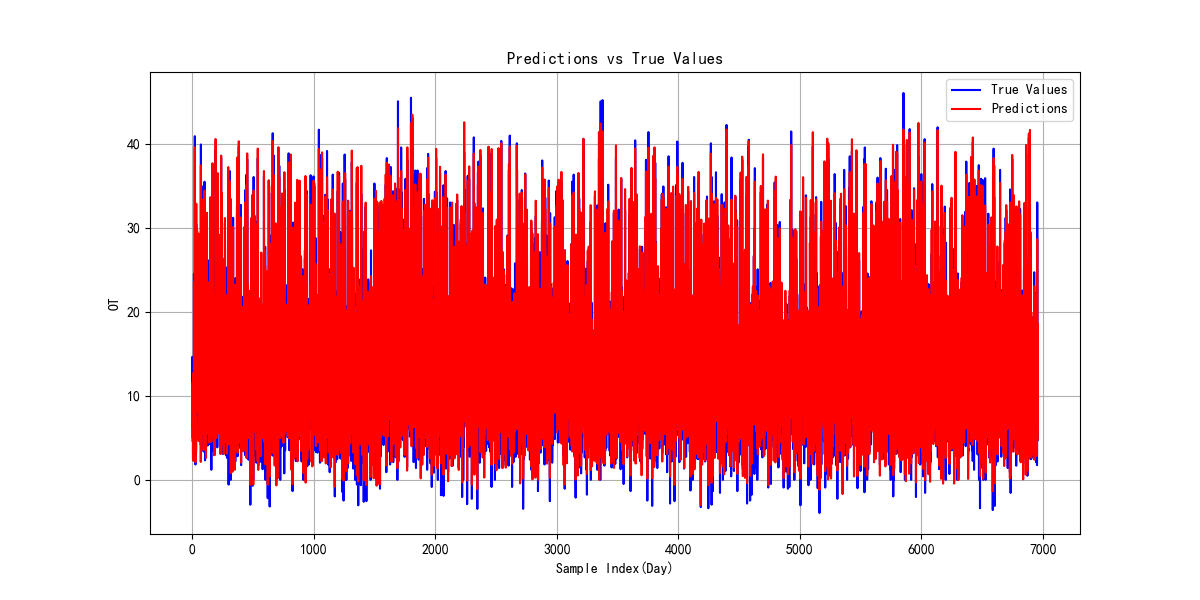 Predictions vs True Values
True Values
Predictions
OT
40
30
20
10
0
0 1000 2000 3000 4000 5000 6000 7000
Sample Index(Day)